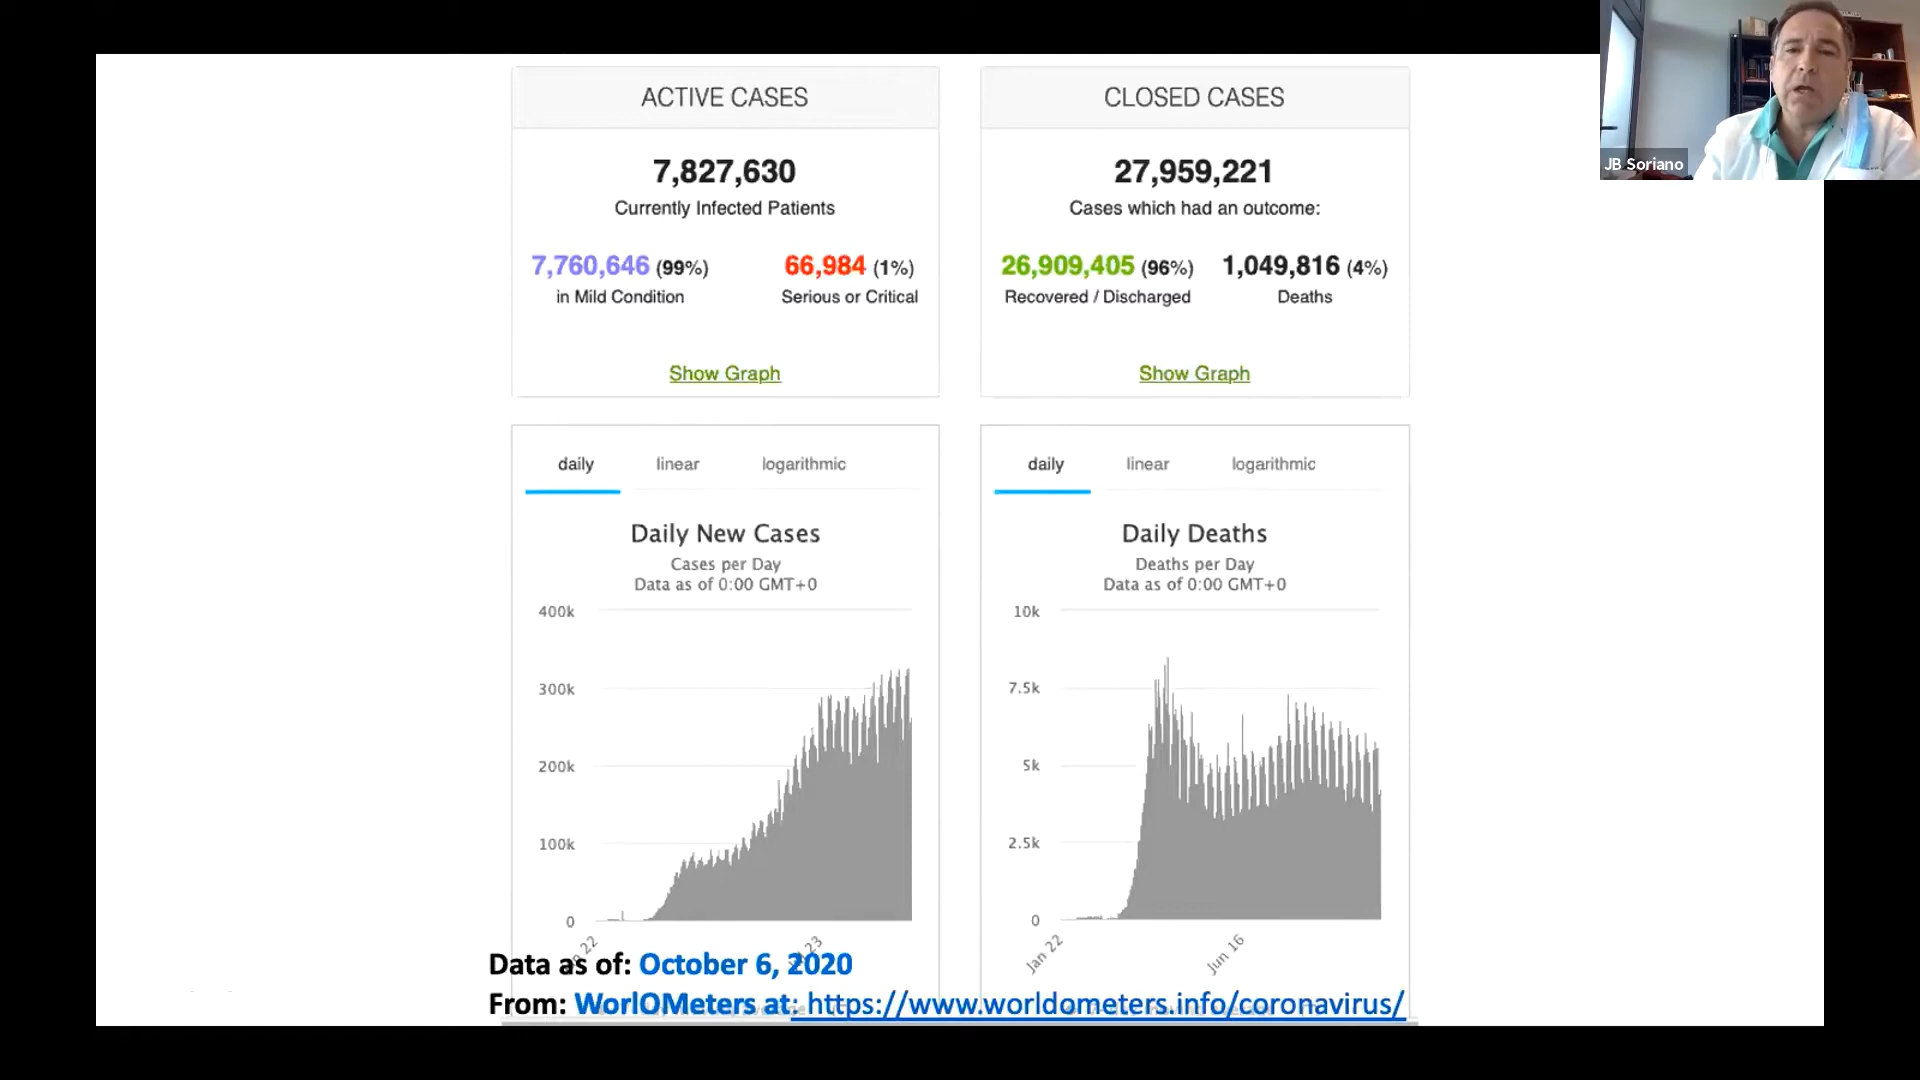 JB Soriano
ACTIVE CASES
7,827,630
Currently Infected Patients
7,760,646 (99%)
in Mild Condition
66,984 (1%)
Serious or Critical
Show Graph
CLOSED CASES
27,959,221
Cases which had an outcome:
26,909,405 (96%)
Recovered / Discharged
1,049,816 (4%)
Deaths
Show Graph
daily linear logarithmic
Daily New Cases
Cases per Day
Data as of 0:00 GMT+0
400k
300k
200k
100k
0
daily linear logarithmic
Daily Deaths
Deaths per Day
Data as of 0:00 GMT+0
10k
7.5k
5k
2.5k
0
Jan 22
Jun 16
Data as of: October 6, 2020
From: WorlOMeters at: https://www.worldometers.info/coronavirus/